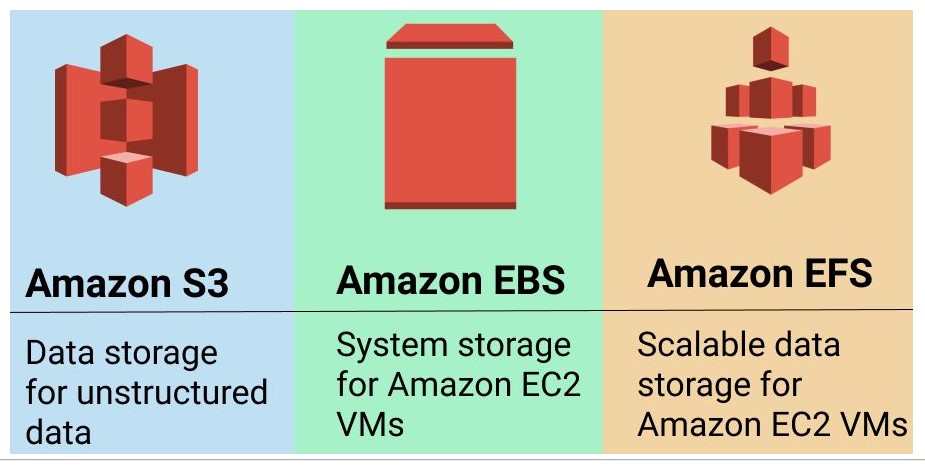 Amazon S3
Data storage
for unstructured
data
Amazon EBS
System storage
for Amazon EC2
VMs
Amazon EFS
Scalable data
storage for
Amazon EC2 VMs